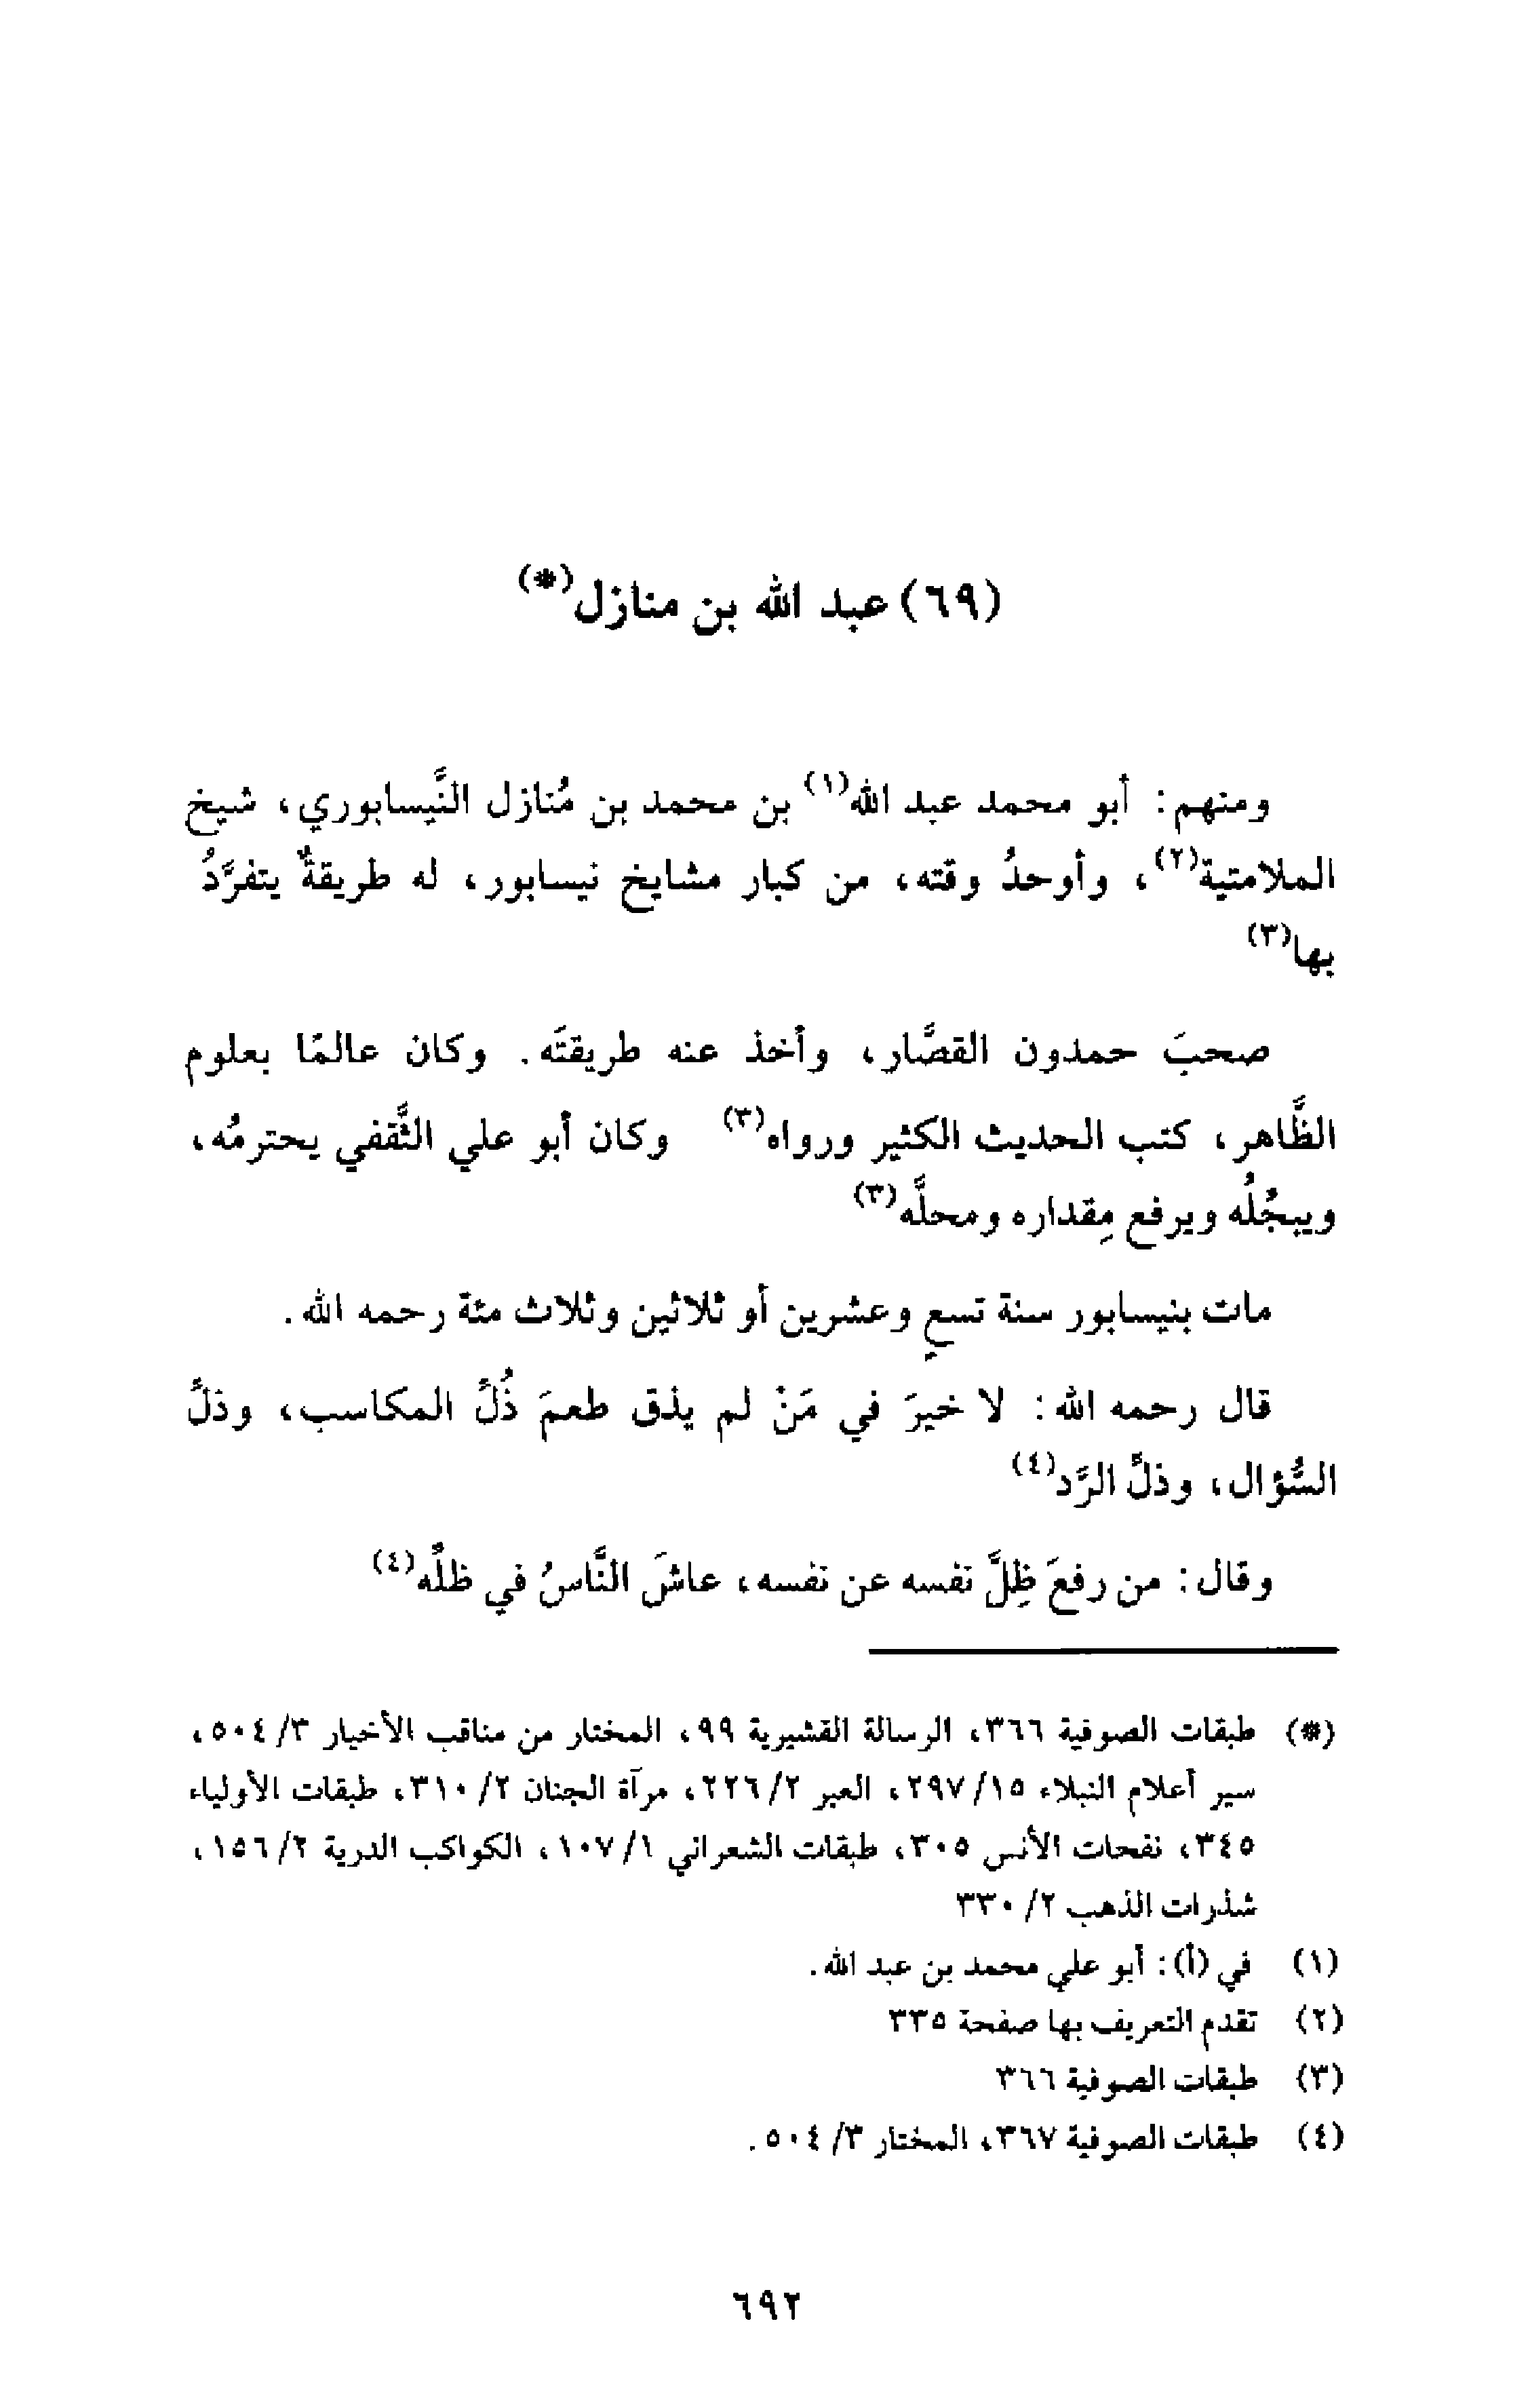 (٦٩) عبد الله بن منازل(*)
ومنهم: أبو محمد عبد الله(١) بن محمد بن مُنازل النَّيسابوري، شيخ
الملامتية(٢)، وأوحدُ وقته، من كبار مشايخ نيسابور، له طريقةٌ يتفرَّدُ
بها(٣)
صحبَ حمدون القصَّار، وأخذ عنه طريقتَه. وكان عالمًا بعلوم
الظَّاهر، كتب الحديث الكثير ورواه(٣) وكان أبو علي الثَّقفي يحترمُه،
ويبجِّلُه ويرفع مِقداره ومحلَّه(٣)
مات بنيسابور سنة تسعٍ وعشرين أو ثلاثين وثلاث مئة رحمه الله.
قال رحمه الله: لا خيرَ في مَنْ لم يذق طعمَ ذُلِّ المكاسب، وذلِّ
السُّؤال، وذلِّ الرَّد(٤)
وقال: من رفعَ ظِلَّ نفسه عن نفسه، عاشَ النَّاسُ في ظلِّه(٤)
(*) طبقات الصوفية ٣٦٦، الرسالة القشيرية ٩٩، المختار من مناقب الأخيار ٣/ ٥٠٤،
سير أعلام النبلاء ١٥/ ٢٩٧، العبر ٢/ ٢٢٦، مرآة الجنان ٢/ ٣١٠، طبقات الأولياء
٣٤٥، نفحات الأنس ٣٠٥، طبقات الشعراني ١/ ١٠٧، الكواكب الدرية ٢/ ١٥٦،
شذرات الذهب ٢/ ٣٣٠
(١) في (أ): أبو علي محمد بن عبد الله.
(٢) تقدم التعريف بها صفحة ٣٣٥
(٣) طبقات الصوفية ٣٦٦
(٤) طبقات الصوفية ٣٦٧، المختار ٣/ ٥٠٤.
٦٩٢